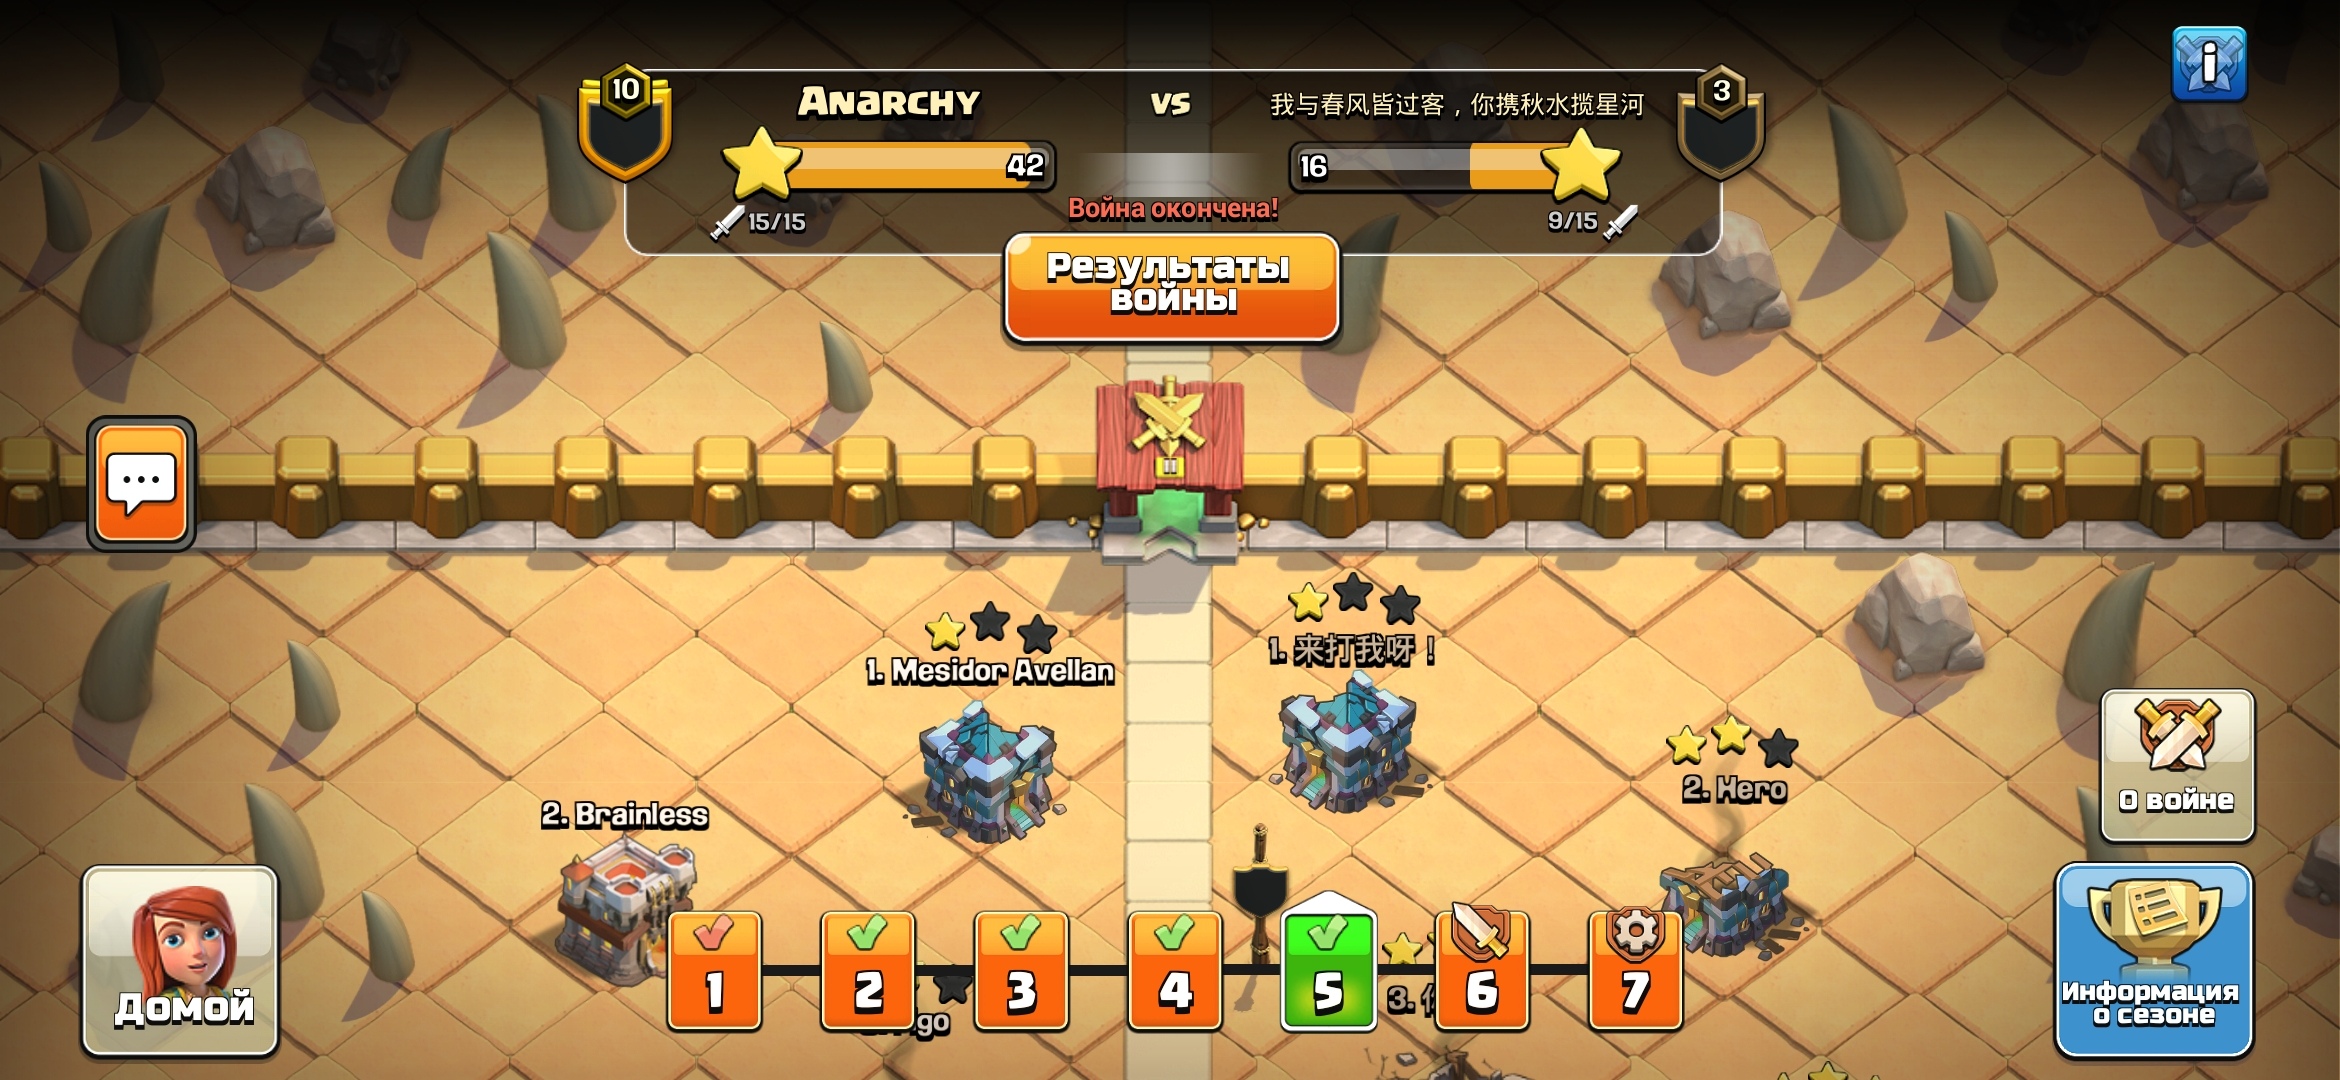 10
Anarchy
vs
我与春风皆过客，你携秋水揽星河
3
42
16
15/15
Война окончена!
9/15
Результаты
войны
1. Mesidor Avellan
1. 来打我呀！
2. Brainless
2. Hero
О войне
Домой
1
2
3
4
5
3.
6
7
Информация
о сезоне